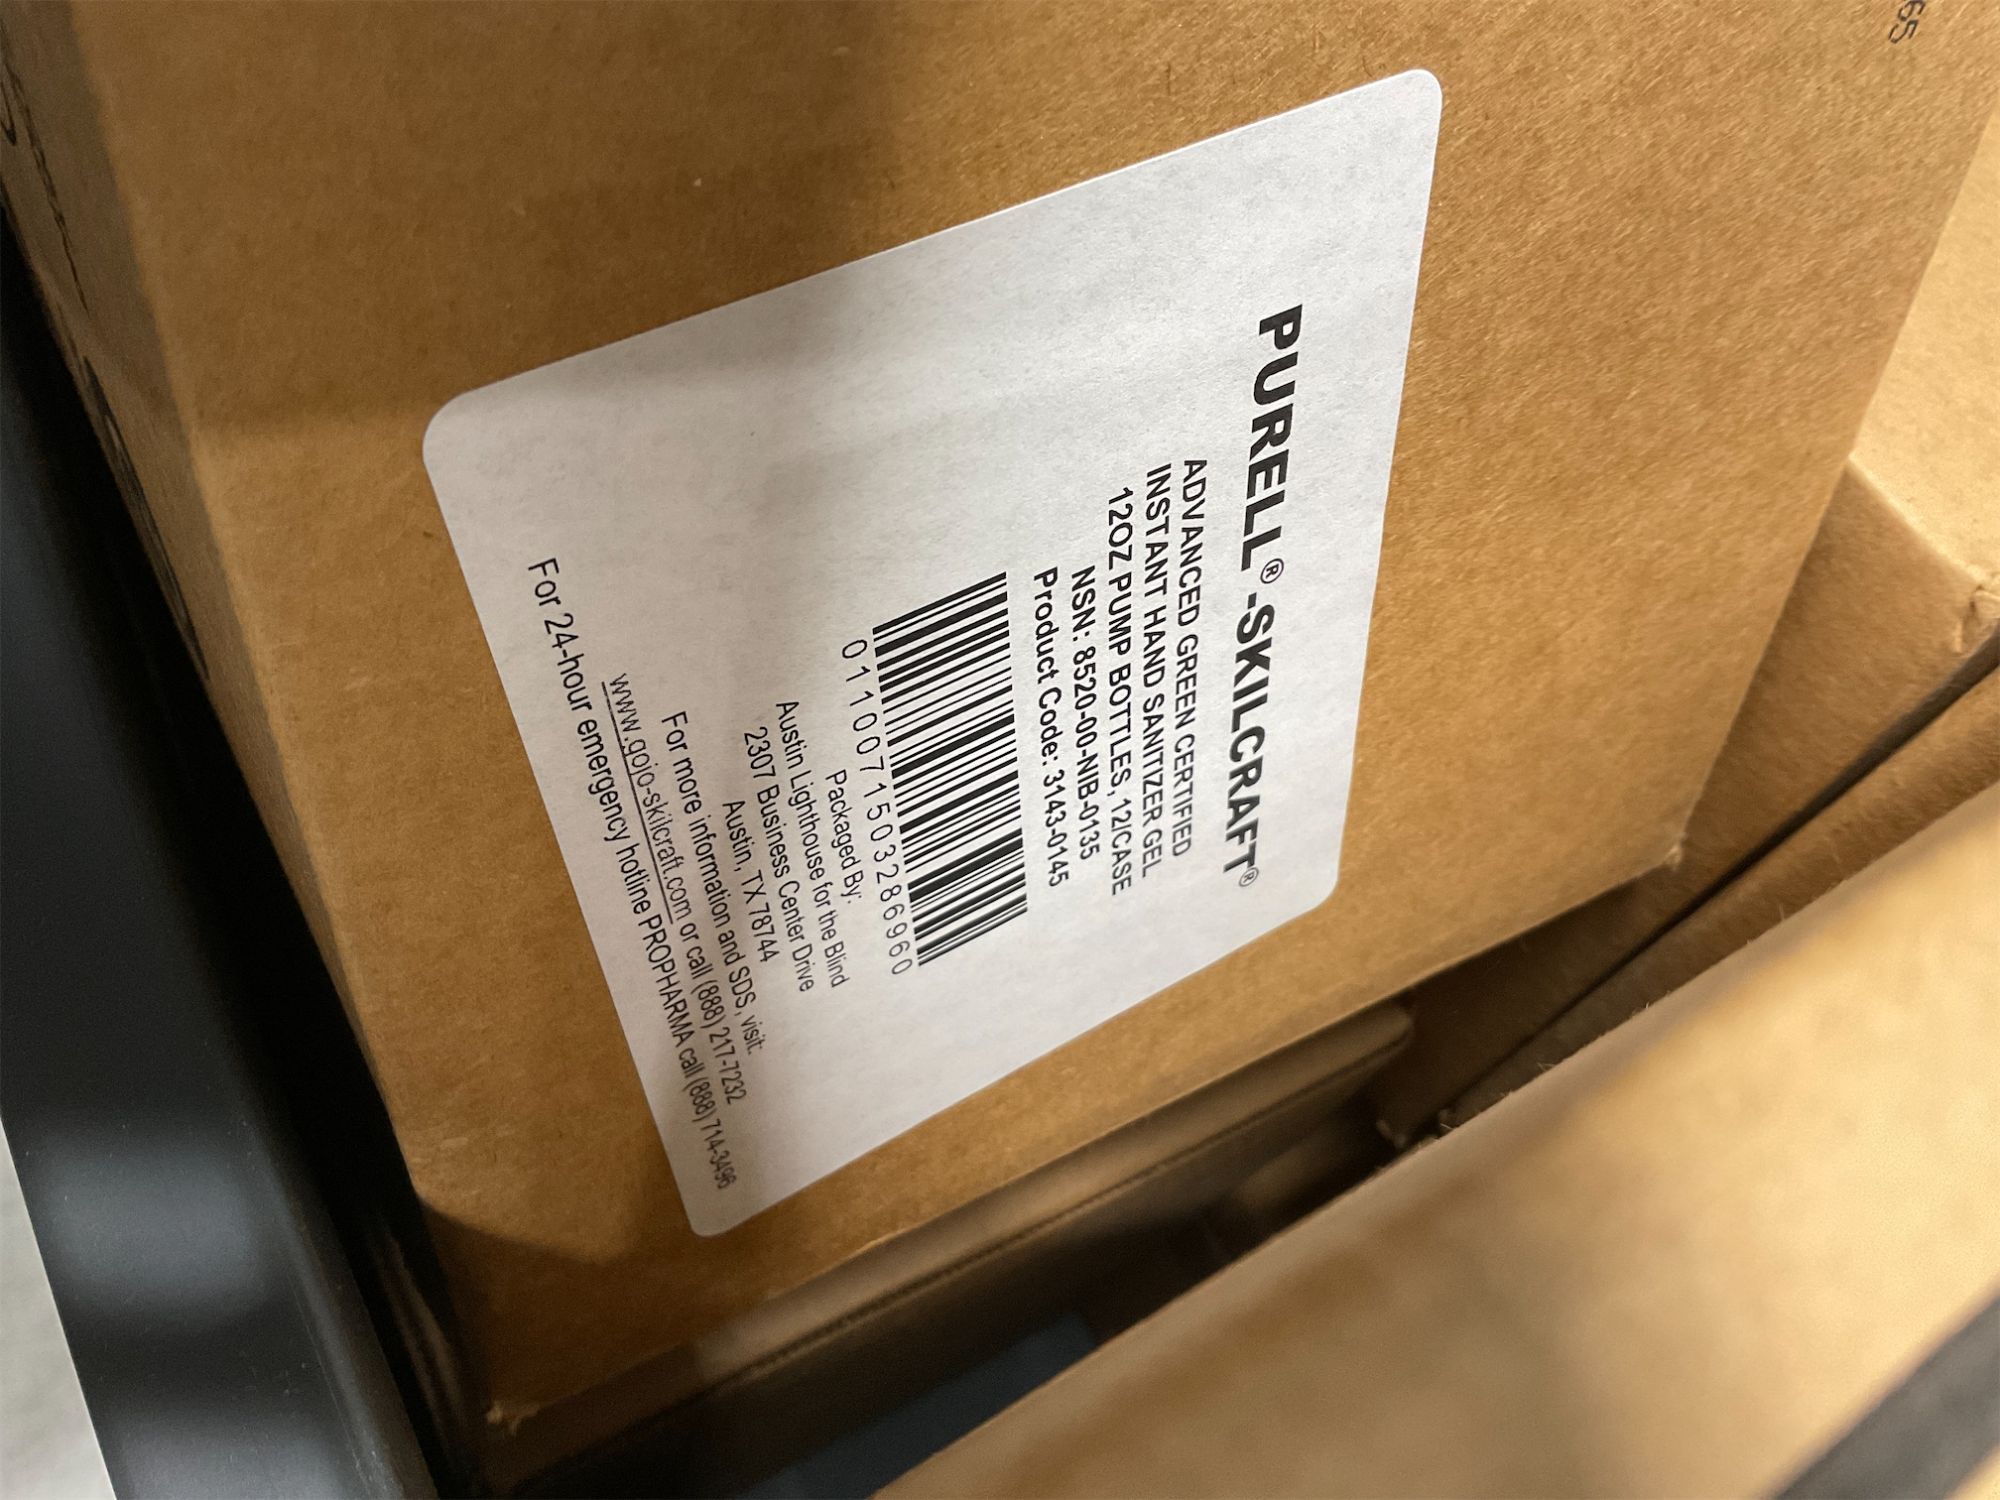 PURELL®-SKILCRAFT®
ADVANCED GREEN CERTIFIED
INSTANT HAND SANITIZER GEL
12OZ PUMP BOTTLES, 12/CASE
NSN: 8520-00-NIB-0135
Product Code: 3143-0145
0110071503286960
Packaged By:
Austin Lighthouse for the Blind
2307 Business Center Drive
Austin, TX 78744
For more information and SDS, visit:
www.gojo-skilcraft.com or call (888) 217-7232
For 24-hour emergency hotline PROPHARMA call (888) 714-3496
65